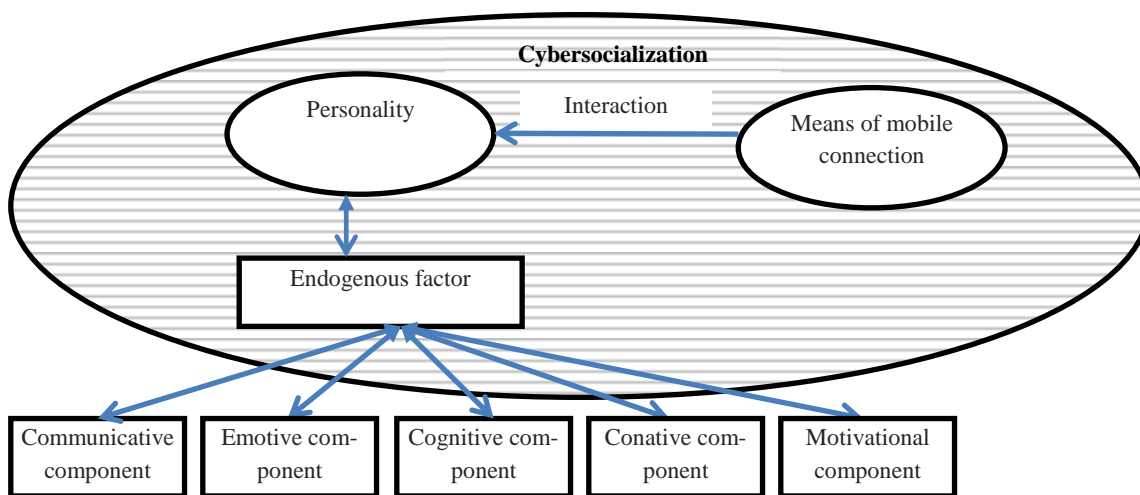 Cybersocialization
Personality
Interaction
Means of mobile
connection
Endogenous factor
Communicative
component
Emotive com-
ponent
Cognitive com-
ponent
Conative com-
ponent
Motivational
component